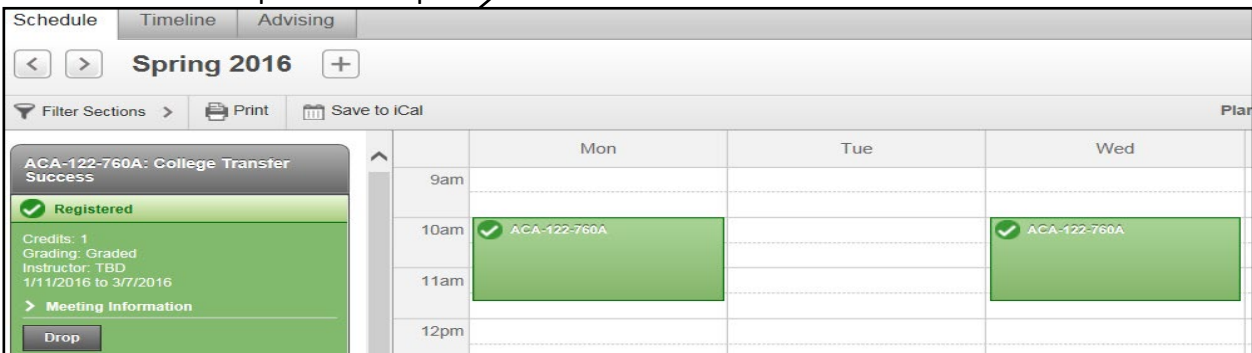 Schedule Timeline Advising
< > Spring 2016 +
Filter Sections > Print Save to iCal
ACA-122-760A: College Transfer
Success
Registered
Credits: 1
Grading: Graded
Instructor: TBD
1/11/2016 to 3/7/2016
> Meeting Information
Drop
Mon Tue Wed
9am
10am ACA-122-760A ACA-122-760A
11am
12pm